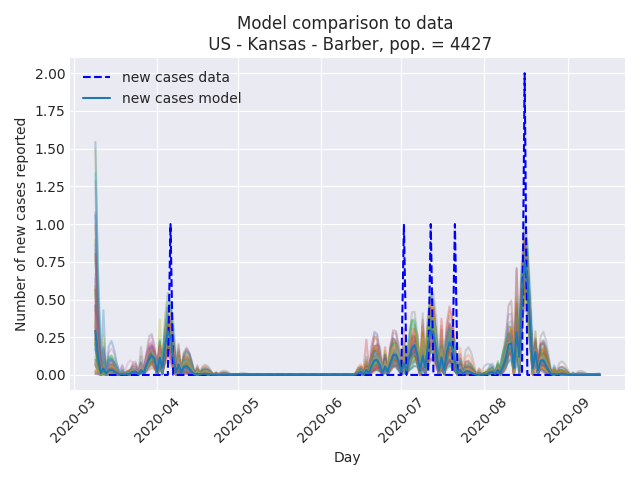 Model comparison to data
US - Kansas - Barber, pop. = 4427
new cases data
new cases model
Number of new cases reported
2.00
1.75
1.50
1.25
1.00
0.75
0.50
0.25
0.00
2020-03
2020-04
2020-05
2020-06
2020-07
2020-08
2020-09
Day